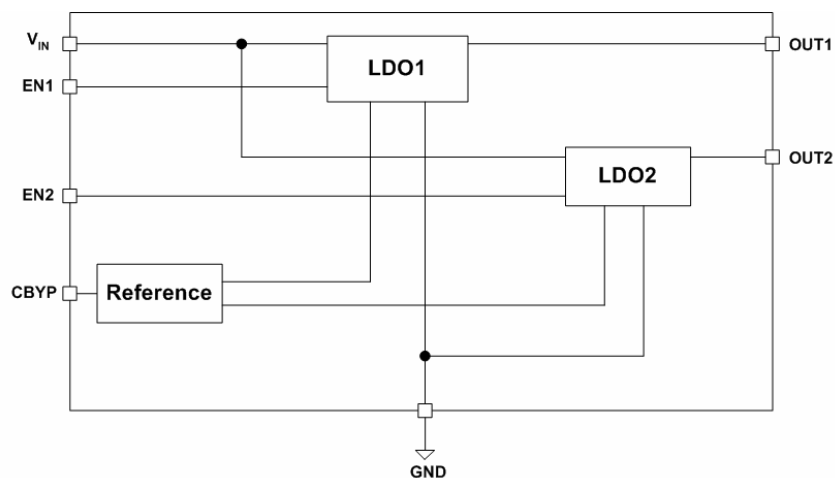 VIN
LDO1
OUT1
EN1
OUT2
LDO2
EN2
CBYP
Reference
GND